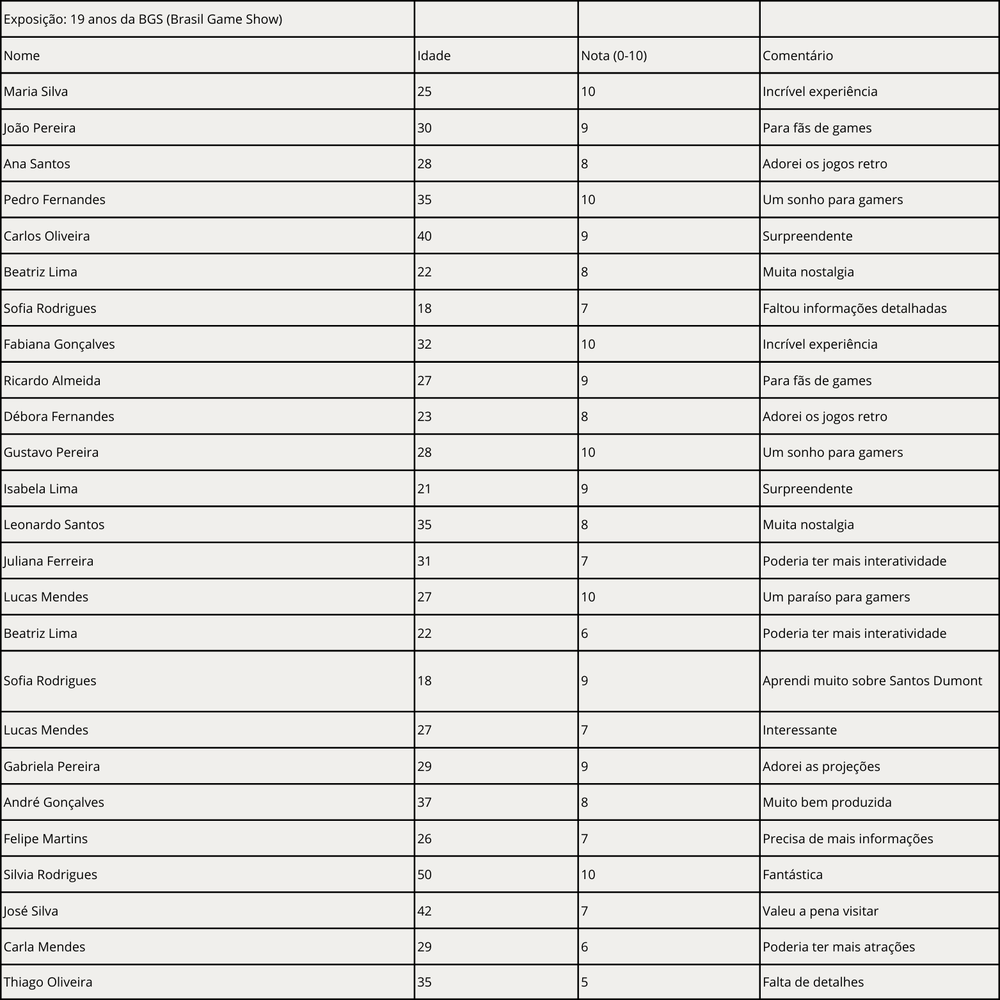 Exposição: 19 anos da BGS (Brasil Game Show)
Nome Idade Nota (0-10) Comentário
Maria Silva 25 10 Incrível experiência
João Pereira 30 9 Para fãs de games
Ana Santos 28 8 Adorei os jogos retro
Pedro Fernandes 35 10 Um sonho para gamers
Carlos Oliveira 40 9 Surpreendente
Beatriz Lima 22 8 Muita nostalgia
Sofia Rodrigues 18 7 Faltou informações detalhadas
Fabiana Gonçalves 32 10 Incrível experiência
Ricardo Almeida 27 9 Para fãs de games
Débora Fernandes 23 8 Adorei os jogos retro
Gustavo Pereira 28 10 Um sonho para gamers
Isabela Lima 21 9 Surpreendente
Leonardo Santos 35 8 Muita nostalgia
Juliana Ferreira 31 7 Poderia ter mais interatividade
Lucas Mendes 27 10 Um paraíso para gamers
Beatriz Lima 22 6 Poderia ter mais interatividade
Sofia Rodrigues 18 9 Aprendi muito sobre Santos Dumont
Lucas Mendes 27 7 Interessante
Gabriela Pereira 29 9 Adorei as projeções
André Gonçalves 37 8 Muito bem produzida
Felipe Martins 26 7 Precisa de mais informações
Silvia Rodrigues 50 10 Fantástica
José Silva 42 7 Valeu a pena visitar
Carla Mendes 29 6 Poderia ter mais atrações
Thiago Oliveira 35 5 Falta de detalhes